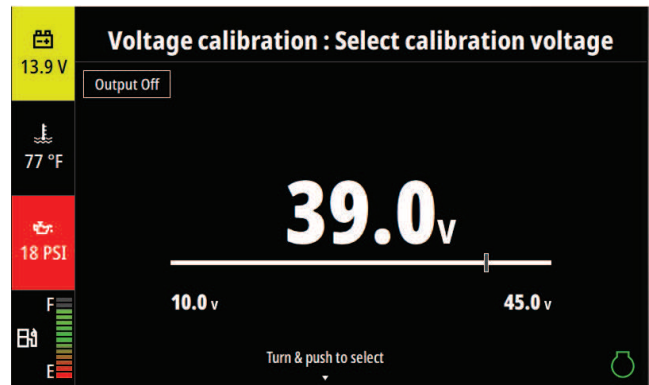 Voltage calibration : Select calibration voltage
13.9 V
Output Off
77 °F
39.0 V
18 PSI
10.0 V
45.0 V
F
E
Turn & push to select